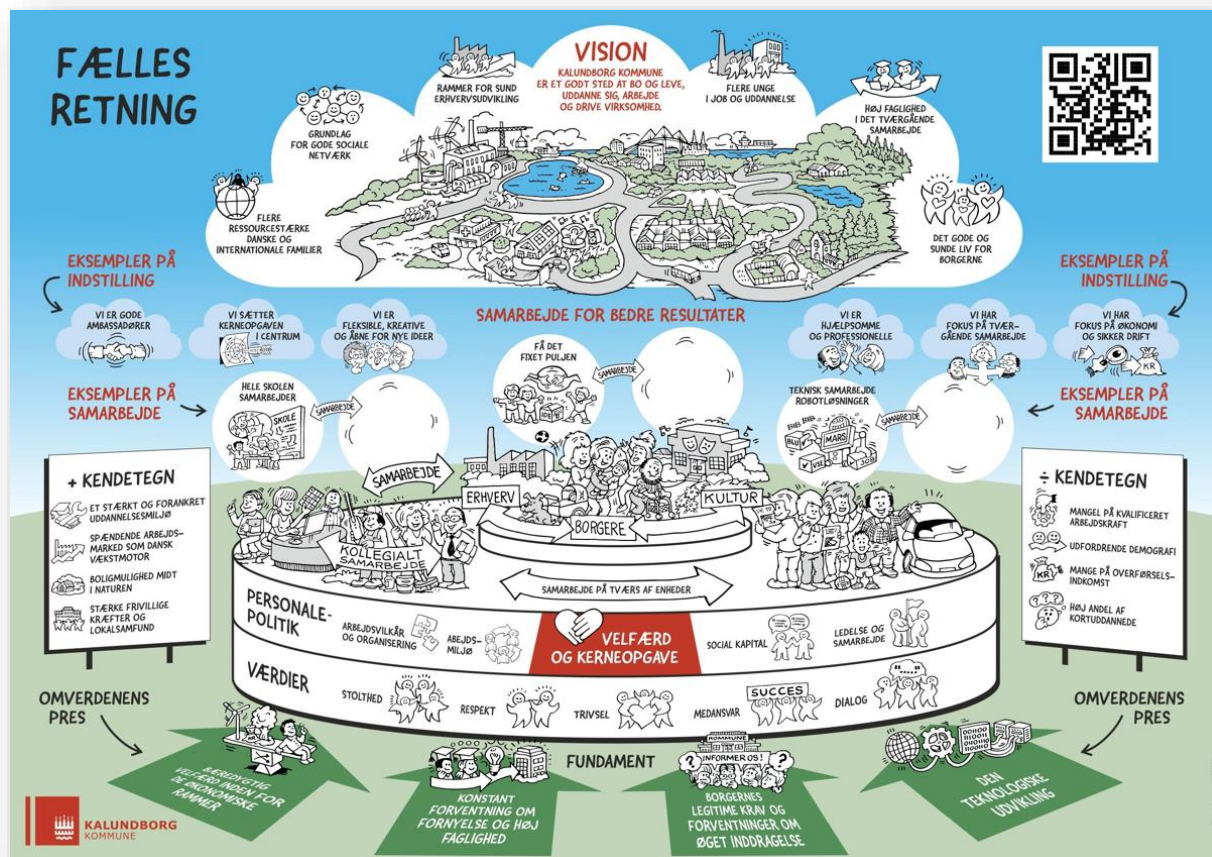 FÆLLES
RETNING
VISION
KALUNDBORG KOMMUNE
ER ET GODT STED AT BO OG LEVE,
UDDANNE SIG, ARBEJDE
OG DRIVE VIRKSOMHED.
RAMMER FOR SUND
ERHVERVSUDVIKLING
FLERE UNGE
I JOB OG UDDANNELSE
GRUNDLAG
FOR GODE SOCIALE
NETVÆRK
HØJ FAGLIGHED
I DET TVÆRGÅENDE
SAMARBEJDE
FLERE
RESSOURCESTÆRKE
DANSKE OG
INTERNATIONALE FAMILIER
DET GODE OG
SUNDE LIV FOR
BORGERNE
EKSEMPLER PÅ
INDSTILLING
EKSEMPLER PÅ
INDSTILLING
VI ER GODE
AMBASSADØRER
VI SÆTTER
KERNEOPGAVEN
I CENTRUM
VI ER
FLEKSIBLE, KREATIVE
OG ÅBNE FOR NYE IDEER
SAMARBEJDE FOR BEDRE RESULTATER
VI ER
HJÆLPSOMME
OG PROFESSIONELLE
VI HAR
FOKUS PÅ TVÆR-
GÅENDE SAMARBEJDE
VI HAR
FOKUS PÅ ØKONOMI
OG SIKKER DRIFT
KR
EKSEMPLER PÅ
SAMARBEJDE
HELE SKOLEN
SAMARBEJDER
SKOLE
SAMARBEJDE
FÅ DET
FIXET PULJEN
SAMARBEJDE
TEKNISK SAMARBEJDE
ROBOTLØSNINGER
MARS
SAMARBEJDE
EKSEMPLER PÅ
SAMARBEJDE
+ KENDETEGN
ET STÆRKT OG FORANKRET
UDDANNELSESMILJØ
SPÆNDENDE ARBEJDS-
MARKED SOM DANSK
VÆKSTMOTOR
BOLIGMULIGHED MIDT
I NATUREN
STÆRKE FRIVILLIGE
KRÆFTER OG
LOKALSAMFUND
÷ KENDETEGN
MANGEL PÅ KVALIFICERET
ARBEJDSKRAFT
UDFORDRENDE DEMOGRAFI
KR
MANGE PÅ OVERFØRSELS-
INDKOMST
HØJ ANDEL AF
KORTUDDANNEDE
SAMARBEJDE
ERHVERV
BORGERE
KULTUR
KOLLEGIALT
SAMARBEJDE
SAMARBEJDE PÅ TVÆRS AF ENHEDER
PERSONALE-
POLITIK
ARBEJDSVILKÅR
OG ORGANISERING
ABEJDS-
MILJØ
VELFÆRD
OG KERNEOPGAVE
SOCIAL KAPITAL
LEDELSE OG
SAMARBEJDE
VÆRDIER
STOLTHED
RESPEKT
TRIVSEL
MEDANSVAR
SUCCES
DIALOG
OMVERDENENS
PRES
OMVERDENENS
PRES
FUNDAMENT
BÆREDYGTIG
VELFÆRD INDEN FOR
DE ØKONOMISKE
RAMMER
KONSTANT
FORVENTNING OM
FORNYELSE OG HØJ
FAGLIGHED
KOMMUNE
INFORMER OS!
BORGERNES
LEGITIME KRAV OG
FORVENTNINGER OM
ØGET INDDRAGELSE
DEN
TEKNOLOGISKE
UDVIKLING
KALUNDBORG
KOMMUNE